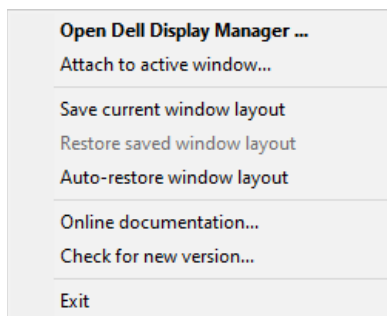 Open Dell Display Manager ...
Attach to active window...
Save current window layout
Restore saved window layout
Auto-restore window layout
Online documentation...
Check for new version...
Exit